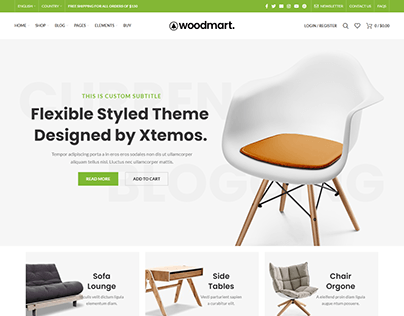 ENGLISH COUNTRY FREE SHIPPING FOR ALL ORDERS OF $150 NEWSLETTER CONTACT US FAQS
HOME SHOP BLOG PAGES ELEMENTS BUY woodmart. LOGIN / REGISTER 0 / $0.00
THIS IS CUSTOM SUBTITLE
Flexible Styled Theme
Designed by Xtemos.
Tempor adipiscing porta a in eros eros sociales non dis ut ullamcorper
aliquam tellus nisl. Lluctus nec ullamcorper mattis.
READ MORE ADD TO CART
Sofa
Lounge
Side
Tables
Chair
Orgone